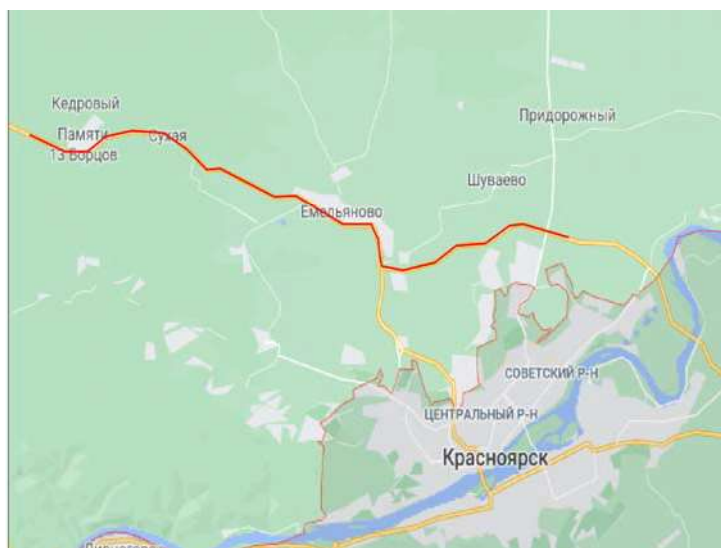 Кедровый
Памяти
13 Борцов
Сухая
Придорожный
Шуваево
Емельяново
СОВЕТСКИЙ Р-Н
ЦЕНТРАЛЬНЫЙ Р-Н
Красноярск